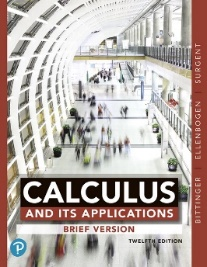 BITTINGER | ELLENBOGEN | SURGENT
CALCULUS
AND ITS APPLICATIONS
BRIEF VERSION
TWELFTH EDITION
P